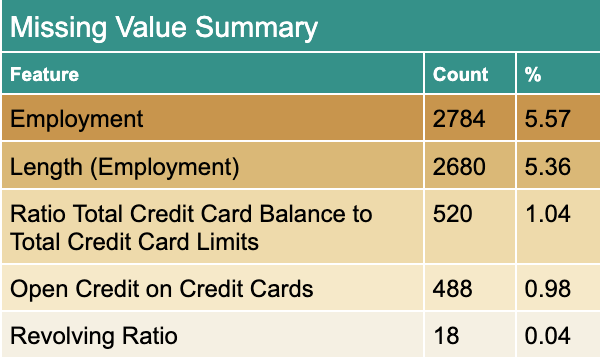 Missing Value Summary
Feature Count %
Employment 2784 5.57
Length (Employment) 2680 5.36
Ratio Total Credit Card Balance to 520 1.04
Total Credit Card Limits
Open Credit on Credit Cards 488 0.98
Revolving Ratio 18 0.04